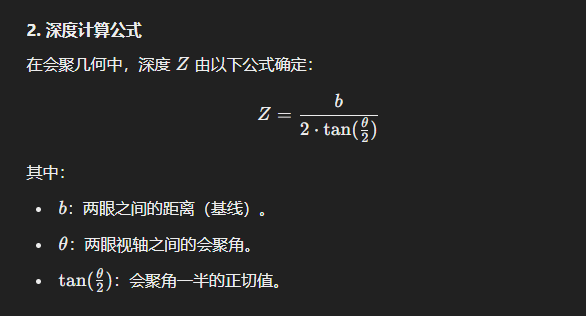 2. 深度计算公式
在会聚几何中，深度 Z 由以下公式确定：
Z = \frac{b}{2 \cdot \tan(\frac{\theta}{2})}
其中：
• b：两眼之间的距离（基线）。
• θ：两眼视轴之间的会聚角。
• \tan(\frac{\theta}{2})：会聚角一半的正切值。